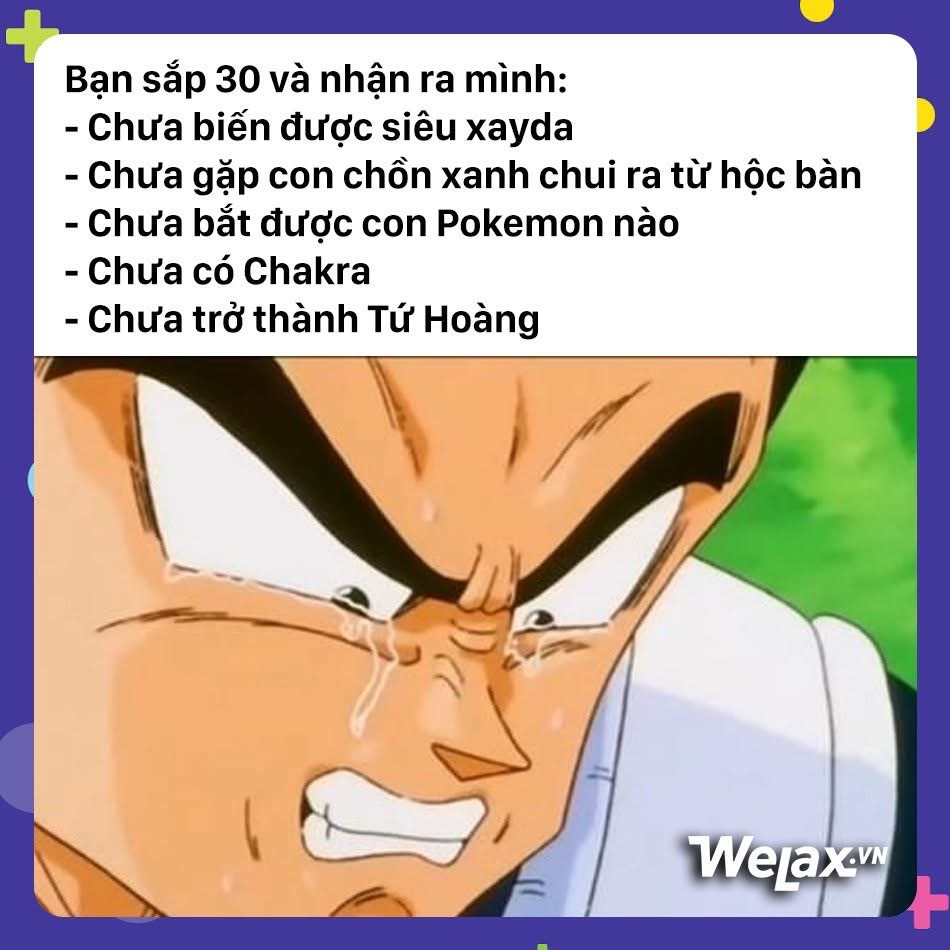 Bạn sắp 30 và nhận ra mình:
- Chưa biến được siêu xayda
- Chưa gặp con chồn xanh chui ra từ hộc bàn
- Chưa bắt được con Pokemon nào
- Chưa có Chakra
- Chưa trở thành Tứ Hoàng
WeLax.VN